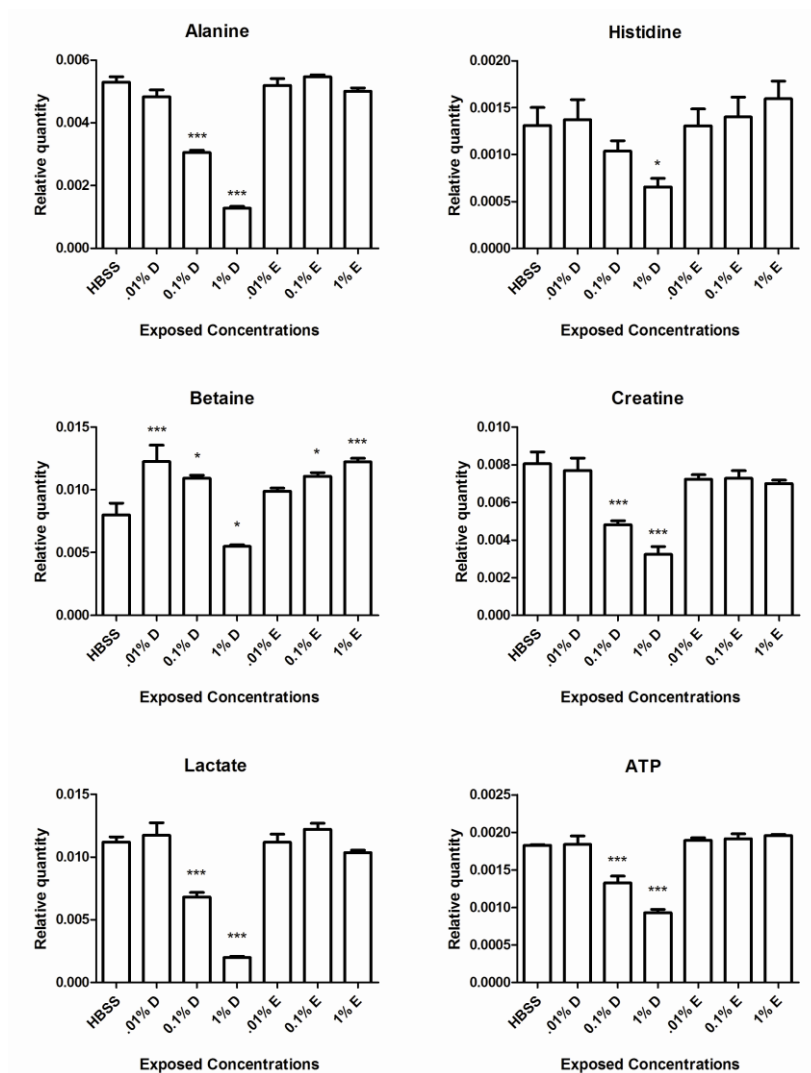 Alanine
Relative quantity
0.006
0.004
0.002
0.000
***
***
HBSS
.01% D
0.1% D
1% D
.01% E
0.1% E
1% E
Exposed Concentrations
Histidine
Relative quantity
0.0020
0.0015
0.0010
0.0005
0.0000
*
HBSS
.01% D
0.1% D
1% D
.01% E
0.1% E
1% E
Exposed Concentrations
Betaine
Relative quantity
0.015
0.010
0.005
0.000
***
*
*
*
***
HBSS
.01% D
0.1% D
1% D
.01% E
0.1% E
1% E
Exposed Concentrations
Creatine
Relative quantity
0.010
0.008
0.006
0.004
0.002
0.000
***
***
HBSS
.01% D
0.1% D
1% D
.01% E
0.1% E
1% E
Exposed Concentrations
Lactate
Relative quantity
0.015
0.010
0.005
0.000
***
***
HBSS
.01% D
0.1% D
1% D
.01% E
0.1% E
1% E
Exposed Concentrations
ATP
Relative quantity
0.0025
0.0020
0.0015
0.0010
0.0005
0.0000
***
***
HBSS
.01% D
0.1% D
1% D
.01% E
0.1% E
1% E
Exposed Concentrations